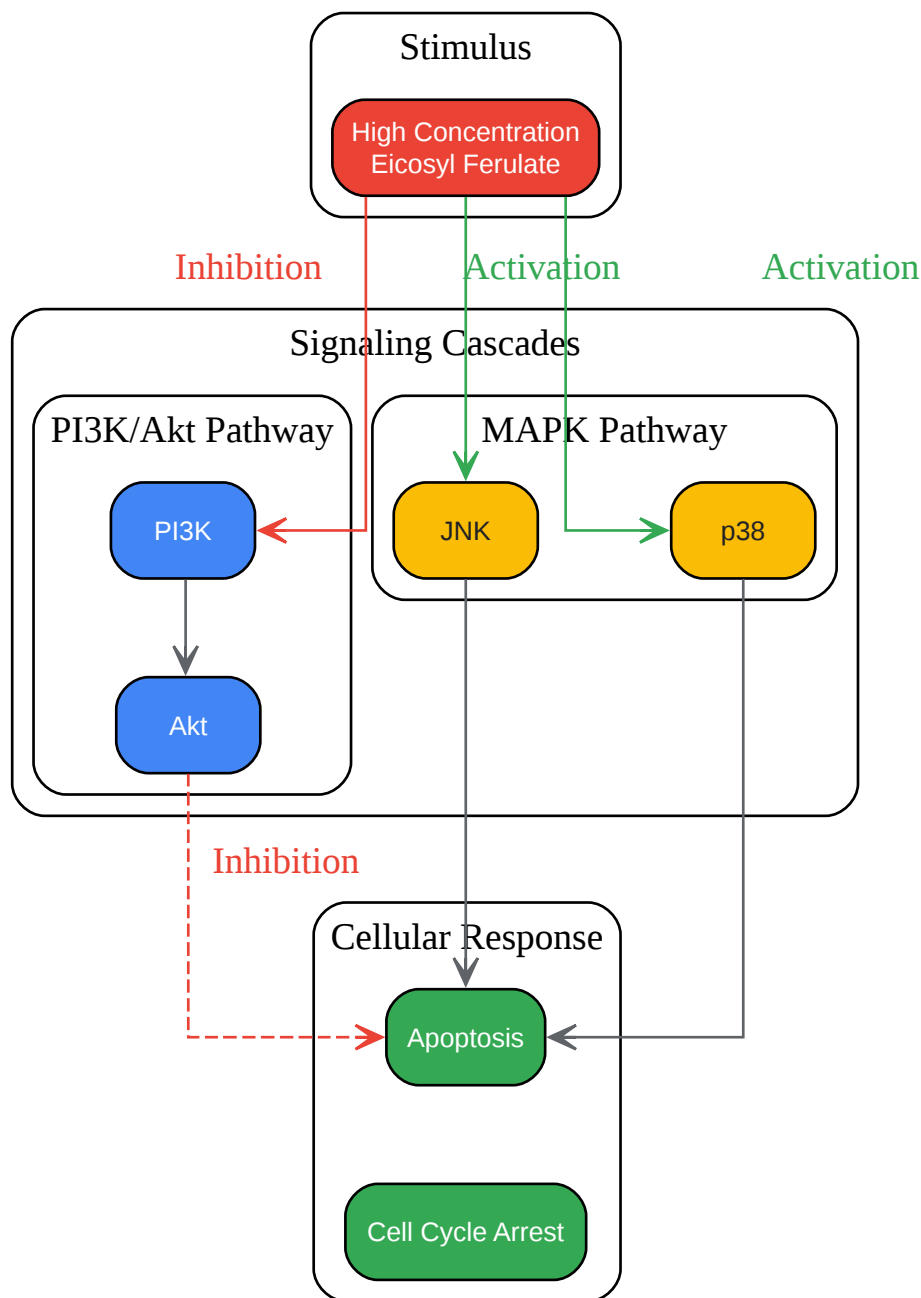 Stimulus
High Concentration
Eicosyl Ferulate
Inhibition
Activation
Activation
Signaling Cascades
PI3K/Akt Pathway
MAPK Pathway
PI3K
JNK
p38
Akt
Inhibition
Cellular Response
Apoptosis
Cell Cycle Arrest